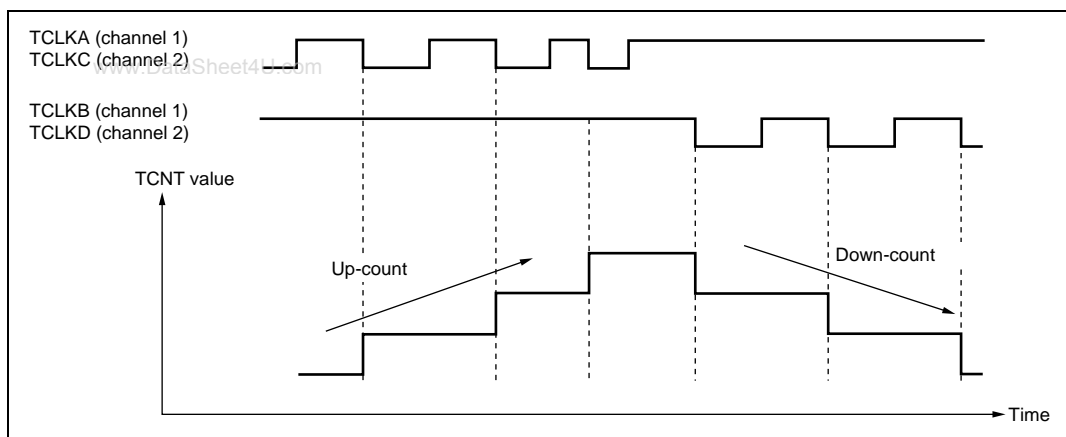 TCLKA (channel 1)
TCLKC (channel 2)
www.DataSheet4U.com
TCLKB (channel 1)
TCLKD (channel 2)
TCNT value
Up-count
Down-count
Time